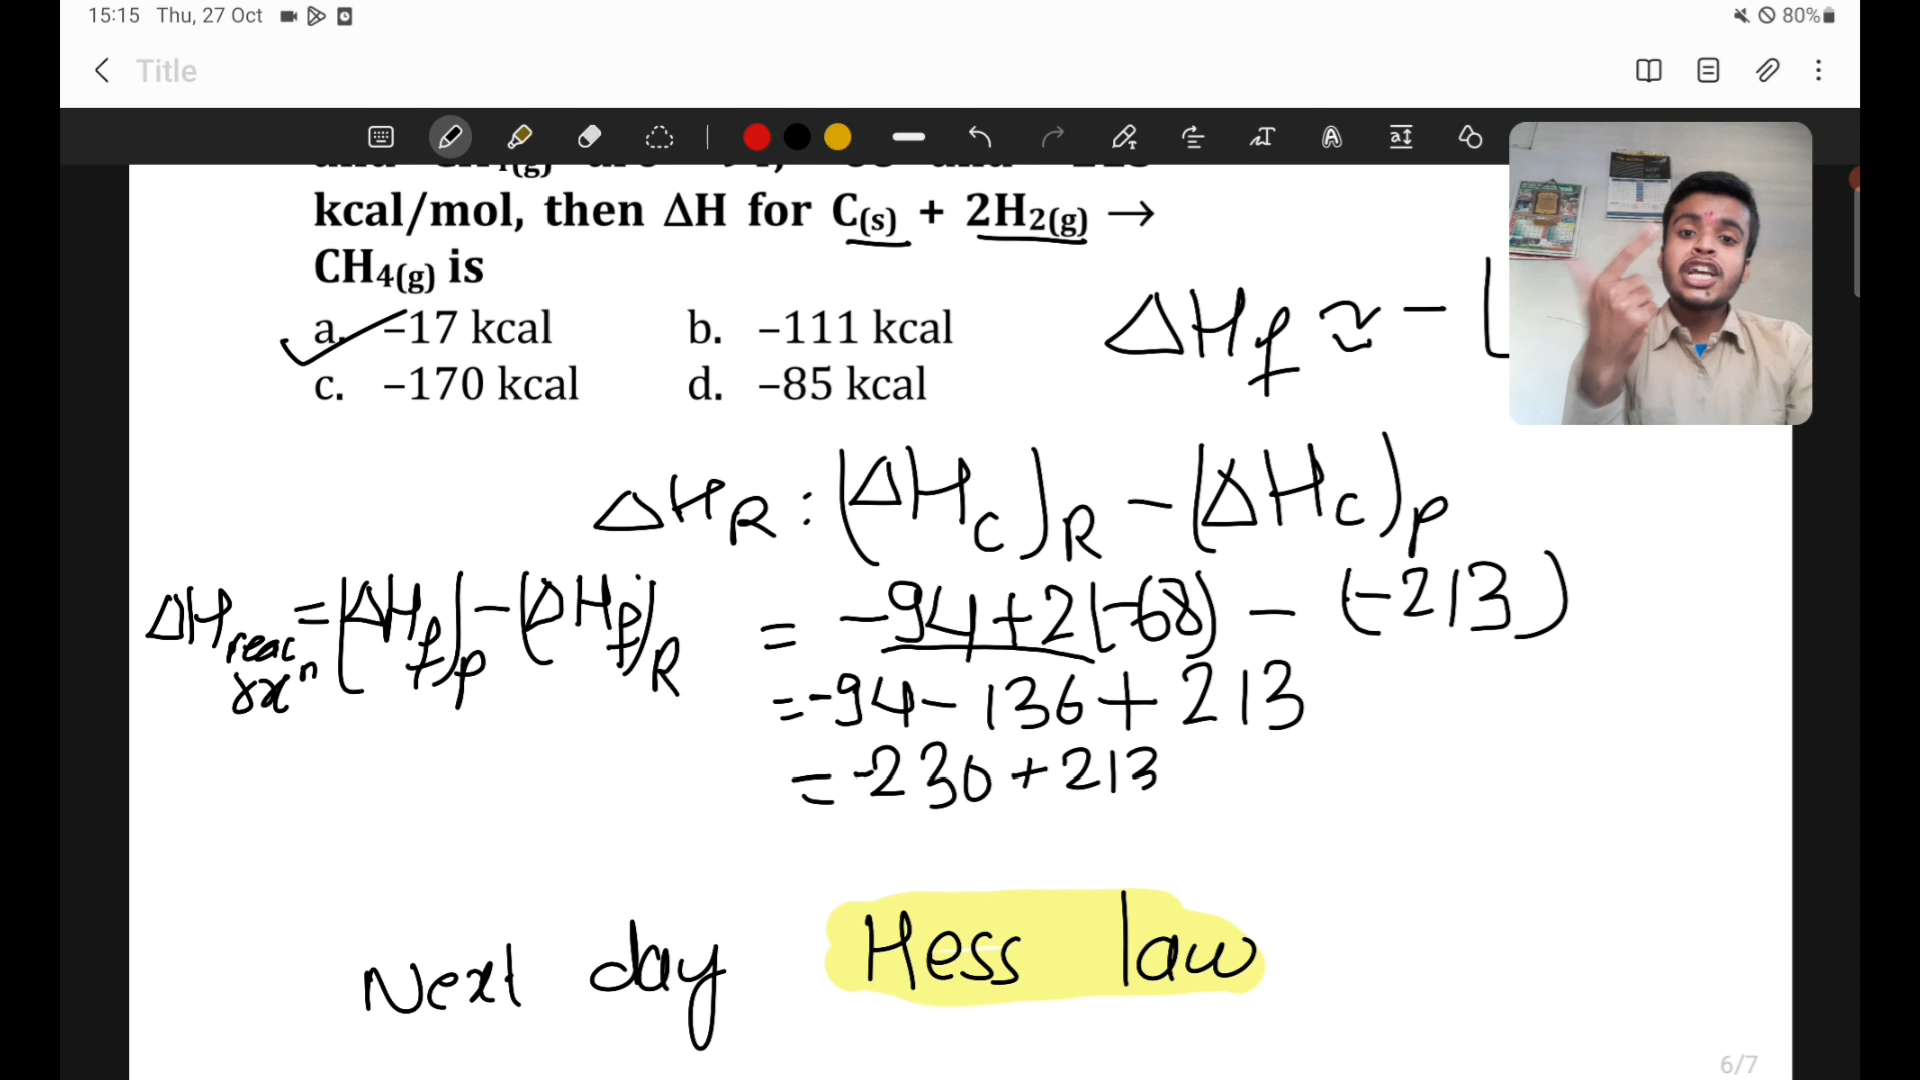 15:15 Thu, 27 Oct
80%
Title
kcal/mol, then ΔH for C(s) + 2H2(g) →
CH4(g) is
a. –17 kcal b. –111 kcal
c. –170 kcal d. –85 kcal
ΔHf ≈ –
ΔHR : (ΔHc)R – (ΔHc)P
ΔHreac n = (ΔHf)P – (ΔHf)R
rxn
= –94 + 2(–68) – (–213)
= –94 – 136 + 213
= –230 + 213
Next day Hess law
6/7